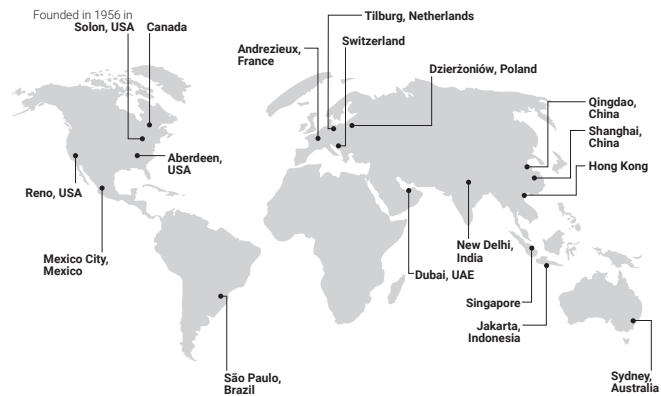 Founded in 1956 in
Solon, USA
Canada
Tilburg, Netherlands
Switzerland
Andrezieux,
France
Dzierżoniów, Poland
Qingdao,
China
Shanghai,
China
Hong Kong
Aberdeen,
USA
Reno, USA
Mexico City,
Mexico
New Delhi,
India
Dubai, UAE
Singapore
Jakarta,
Indonesia
São Paulo,
Brazil
Sydney,
Australia